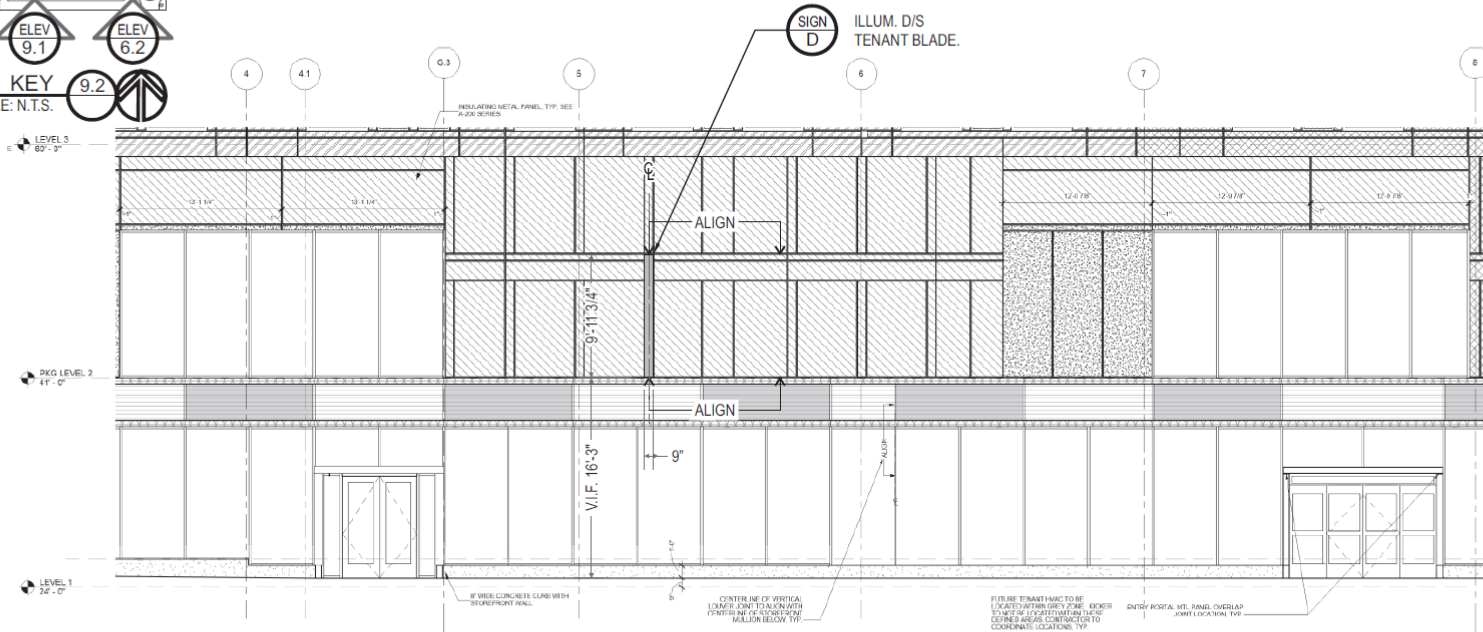 ELEV
9.1
ELEV
6.2
KEY
9.2
E: N.T.S.
SIGN
D
ILLUM. D/S
TENANT BLADE.
4
4.1
G.3
5
6
7
8
INSULATING METAL PANEL, TYP. SEE
A-200 SERIES
E
LEVEL 3
60' - 0"
13'-1 1/4"
13'-1 1/4"
1"
ALIGN
12-0 7/8"
12-9 7/8"
~1"
~1"
9'-11 3/4"
PKG LEVEL 2
41' - 0"
ALIGN
9"
V.I.F. 16'-3"
ALIGN
LEVEL 1
24' - 0"
8" WIDE CONCRETE CURB WITH
STOREFRONT WALL
CENTERLINE OF VERTICAL
LOUVER JOINT TO ALIGN WITH
CENTERLINE OF STOREFRONT
MULLION BELOW. TYP.
FUTURE TENANT HVAC TO BE
LOCATED WITHIN GREY ZONE. KICKER
TO NOT BE LOCATED WITHIN THESE
DEFINED AREAS. CONTRACTOR TO
COORDINATE LOCATIONS, TYP.
ENTRY PORTAL MTL PANEL OVERLAP
JOINT LOCATION, TYP